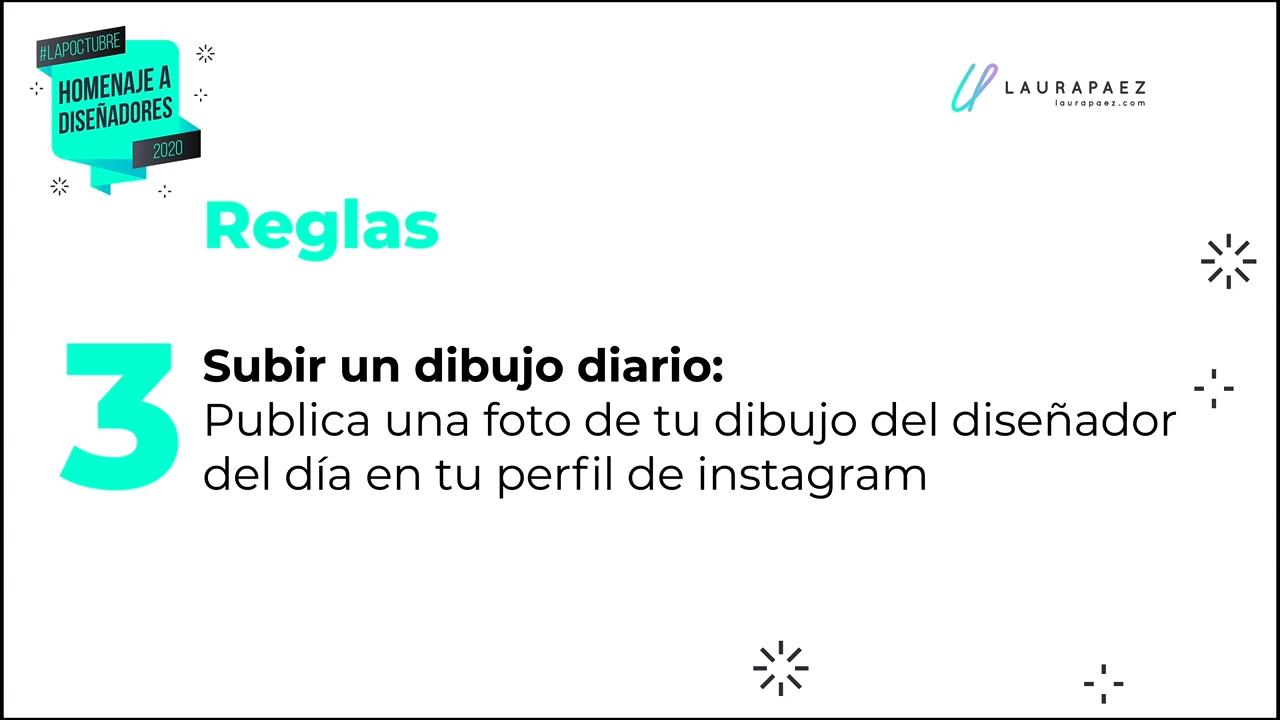 #LAPOCTUBRE
HOMENAJE A
DISEÑADORES
2020
LAURAPAEZ
laurapaez.com
Reglas
3
Subir un dibujo diario:
Publica una foto de tu dibujo del diseñador
del día en tu perfil de instagram